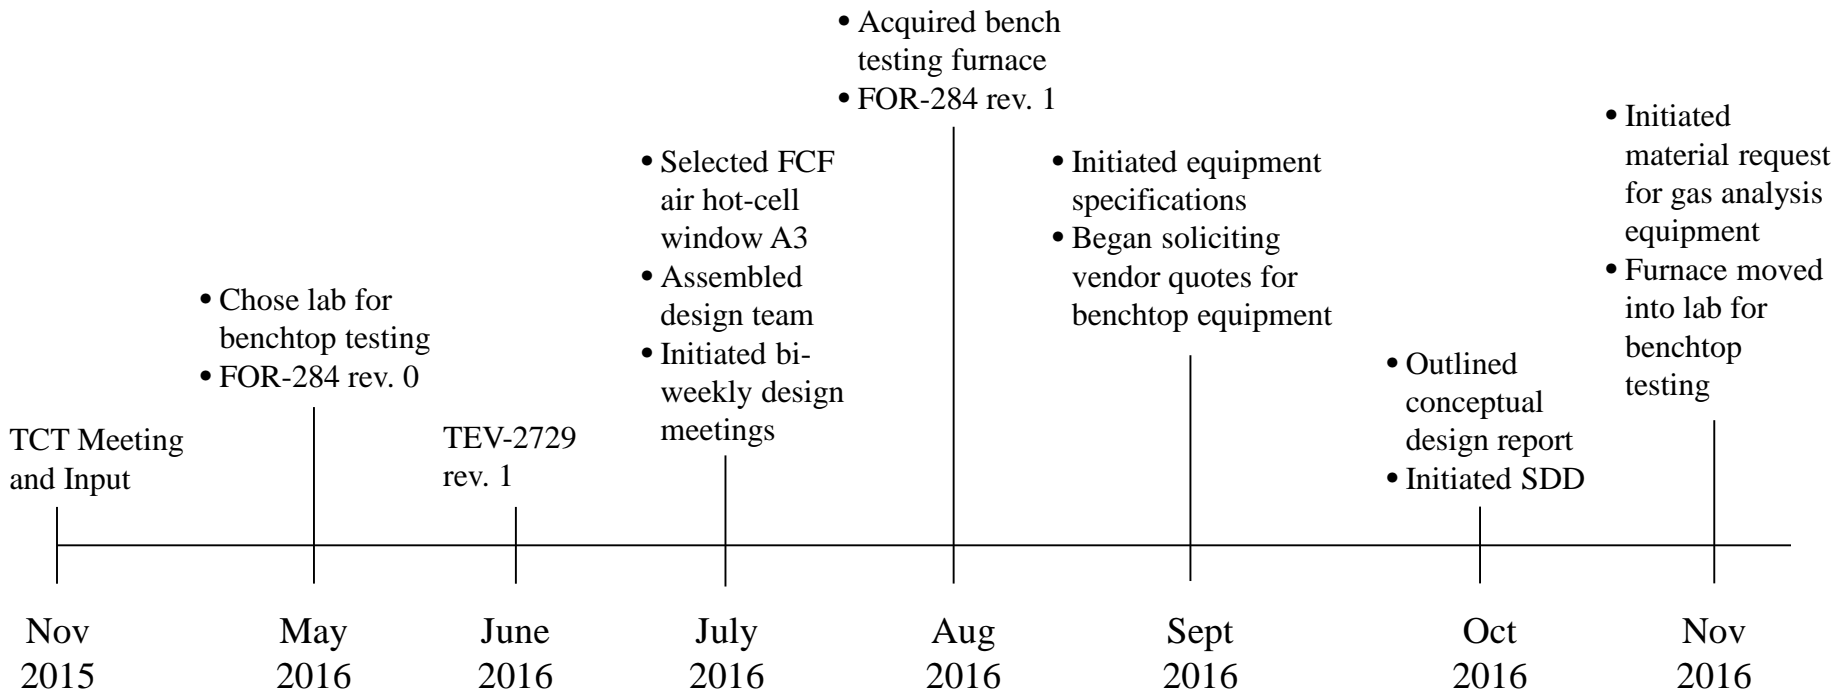 TCT Meeting
and Input
• Chose lab for
benchtop testing
• FOR-284 rev. 0
TEV-2729
rev. 1
• Selected FCF
air hot-cell
window A3
• Assembled
design team
• Initiated bi-
weekly design
meetings
• Acquired bench
testing furnace
• FOR-284 rev. 1
• Initiated equipment
specifications
• Began soliciting
vendor quotes for
benchtop equipment
• Outlined
conceptual
design report
• Initiated SDD
• Initiated
material request
for gas analysis
equipment
• Furnace moved
into lab for
benchtop
testing
Nov
2015
May
2016
June
2016
July
2016
Aug
2016
Sept
2016
Oct
2016
Nov
2016